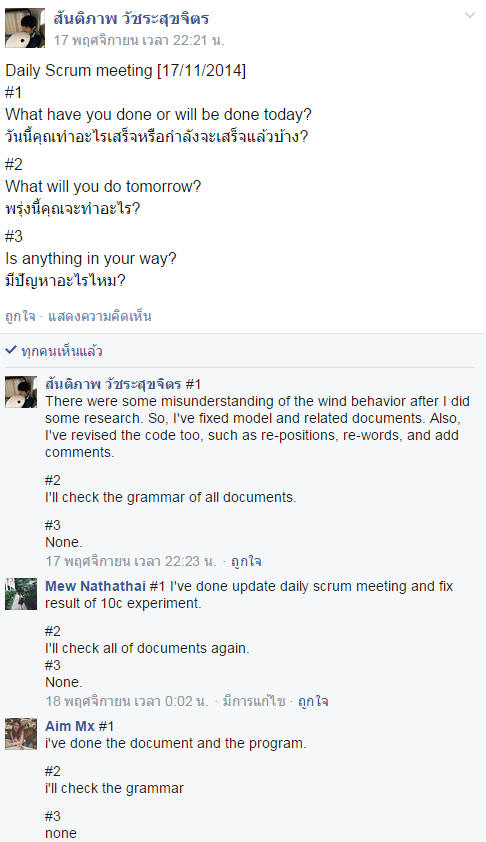 สันติภาพ วัชระสุขจิตร
17 พฤศจิกายน เวลา 22:21 น.
Daily Scrum meeting [17/11/2014]
#1
What have you done or will be done today?
วันนี้คุณทำอะไรเสร็จหรือกำลังจะเสร็จแล้วบ้าง?
#2
What will you do tomorrow?
พรุ่งนี้คุณจะทำอะไร?
#3
Is anything in your way?
มีปัญหาอะไรไหม?
ถูกใจ · แสดงความคิดเห็น
ทุกคนเห็นแล้ว
สันติภาพ วัชระสุขจิตร #1
There were some misunderstanding of the wind behavior after I did
some research. So, I've fixed model and related documents. Also,
I've revised the code too, such as re-positions, re-words, and add
comments.
#2
I'll check the grammar of all documents.
#3
None.
17 พฤศจิกายน เวลา 22:23 น. · ถูกใจ
Mew Nathathai #1 I've done update daily scrum meeting and fix
result of 10c experiment.
#2
I'll check all of documents again.
#3
None.
18 พฤศจิกายน เวลา 0:02 น. · มีการแก้ไข · ถูกใจ
Aim Mx #1
i've done the document and the program.
#2
i'll check the grammar
#3
none